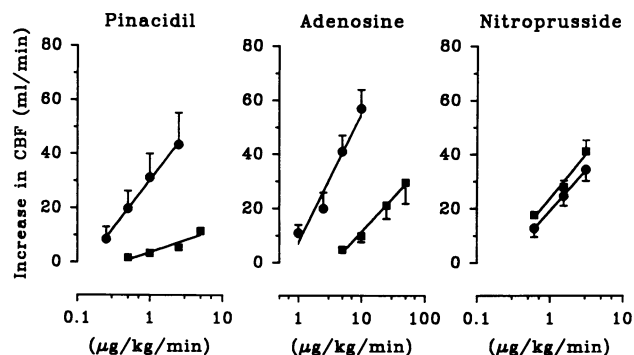 Pinacidil Adenosine Nitroprusside
Increase in CBF (ml/min)
80 80 80
60 60 60
40 40 40
20 20 20
0 0 0
0.1 1 10 1 10 100 0.1 1 10
(μg/kg/min) (μg/kg/min) (μg/kg/min)